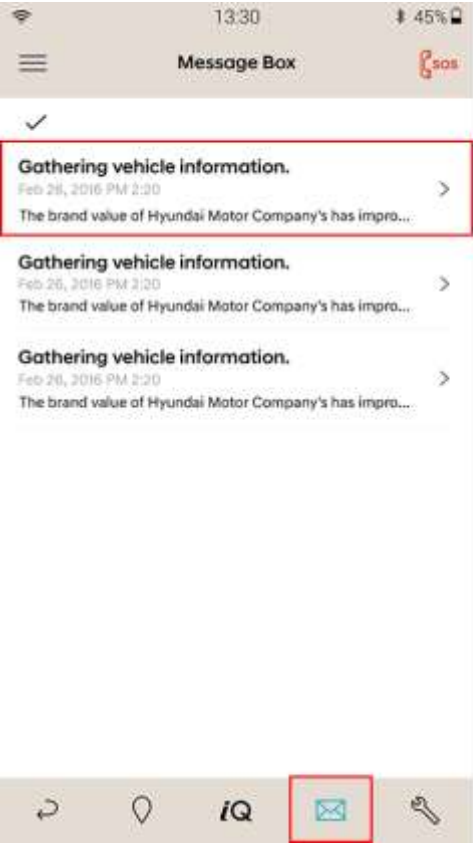 13:30 45%
Message Box SOS
Gathering vehicle information.
Feb 26, 2016 PM 2:20
The brand value of Hyundai Motor Company's has impro...
Gathering vehicle information.
Feb 26, 2016 PM 2:20
The brand value of Hyundai Motor Company's has impro...
Gathering vehicle information.
Feb 26, 2016 PM 2:20
The brand value of Hyundai Motor Company's has impro...
iQ